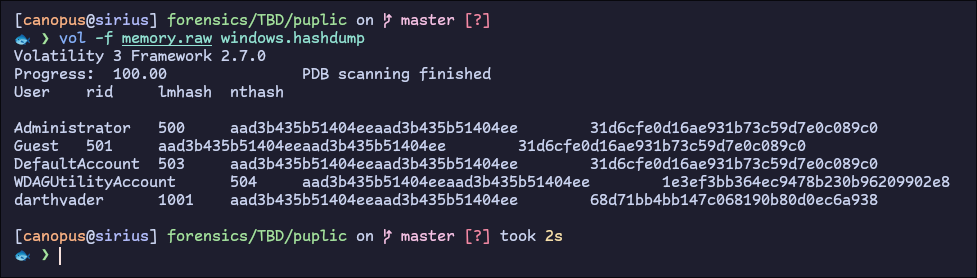 [canopus@sirius] forensics/TBD/puplic on master [?]
❯ vol -f memory.raw windows.hashdump
Volatility 3 Framework 2.7.0
Progress: 100.00 PDB scanning finished
User rid lmhash nthash
Administrator 500 aad3b435b51404eeaad3b435b51404ee 31d6cfe0d16ae931b73c59d7e0c089c0
Guest 501 aad3b435b51404eeaad3b435b51404ee 31d6cfe0d16ae931b73c59d7e0c089c0
DefaultAccount 503 aad3b435b51404eeaad3b435b51404ee 31d6cfe0d16ae931b73c59d7e0c089c0
WDAGUtilityAccount 504 aad3b435b51404eeaad3b435b51404ee 1e3ef3bb364ec9478b230b96209902e8
darthvader 1001 aad3b435b51404eeaad3b435b51404ee 68d71bb4bb147c068190b80d0ec6a938
[canopus@sirius] forensics/TBD/puplic on master [?] took 2s
❯